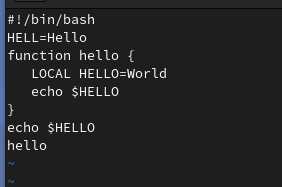 #!/bin/bash
HELL=Hello
function hello {
   LOCAL HELLO=World
   echo $HELLO
}
echo $HELLO
hello
~
~